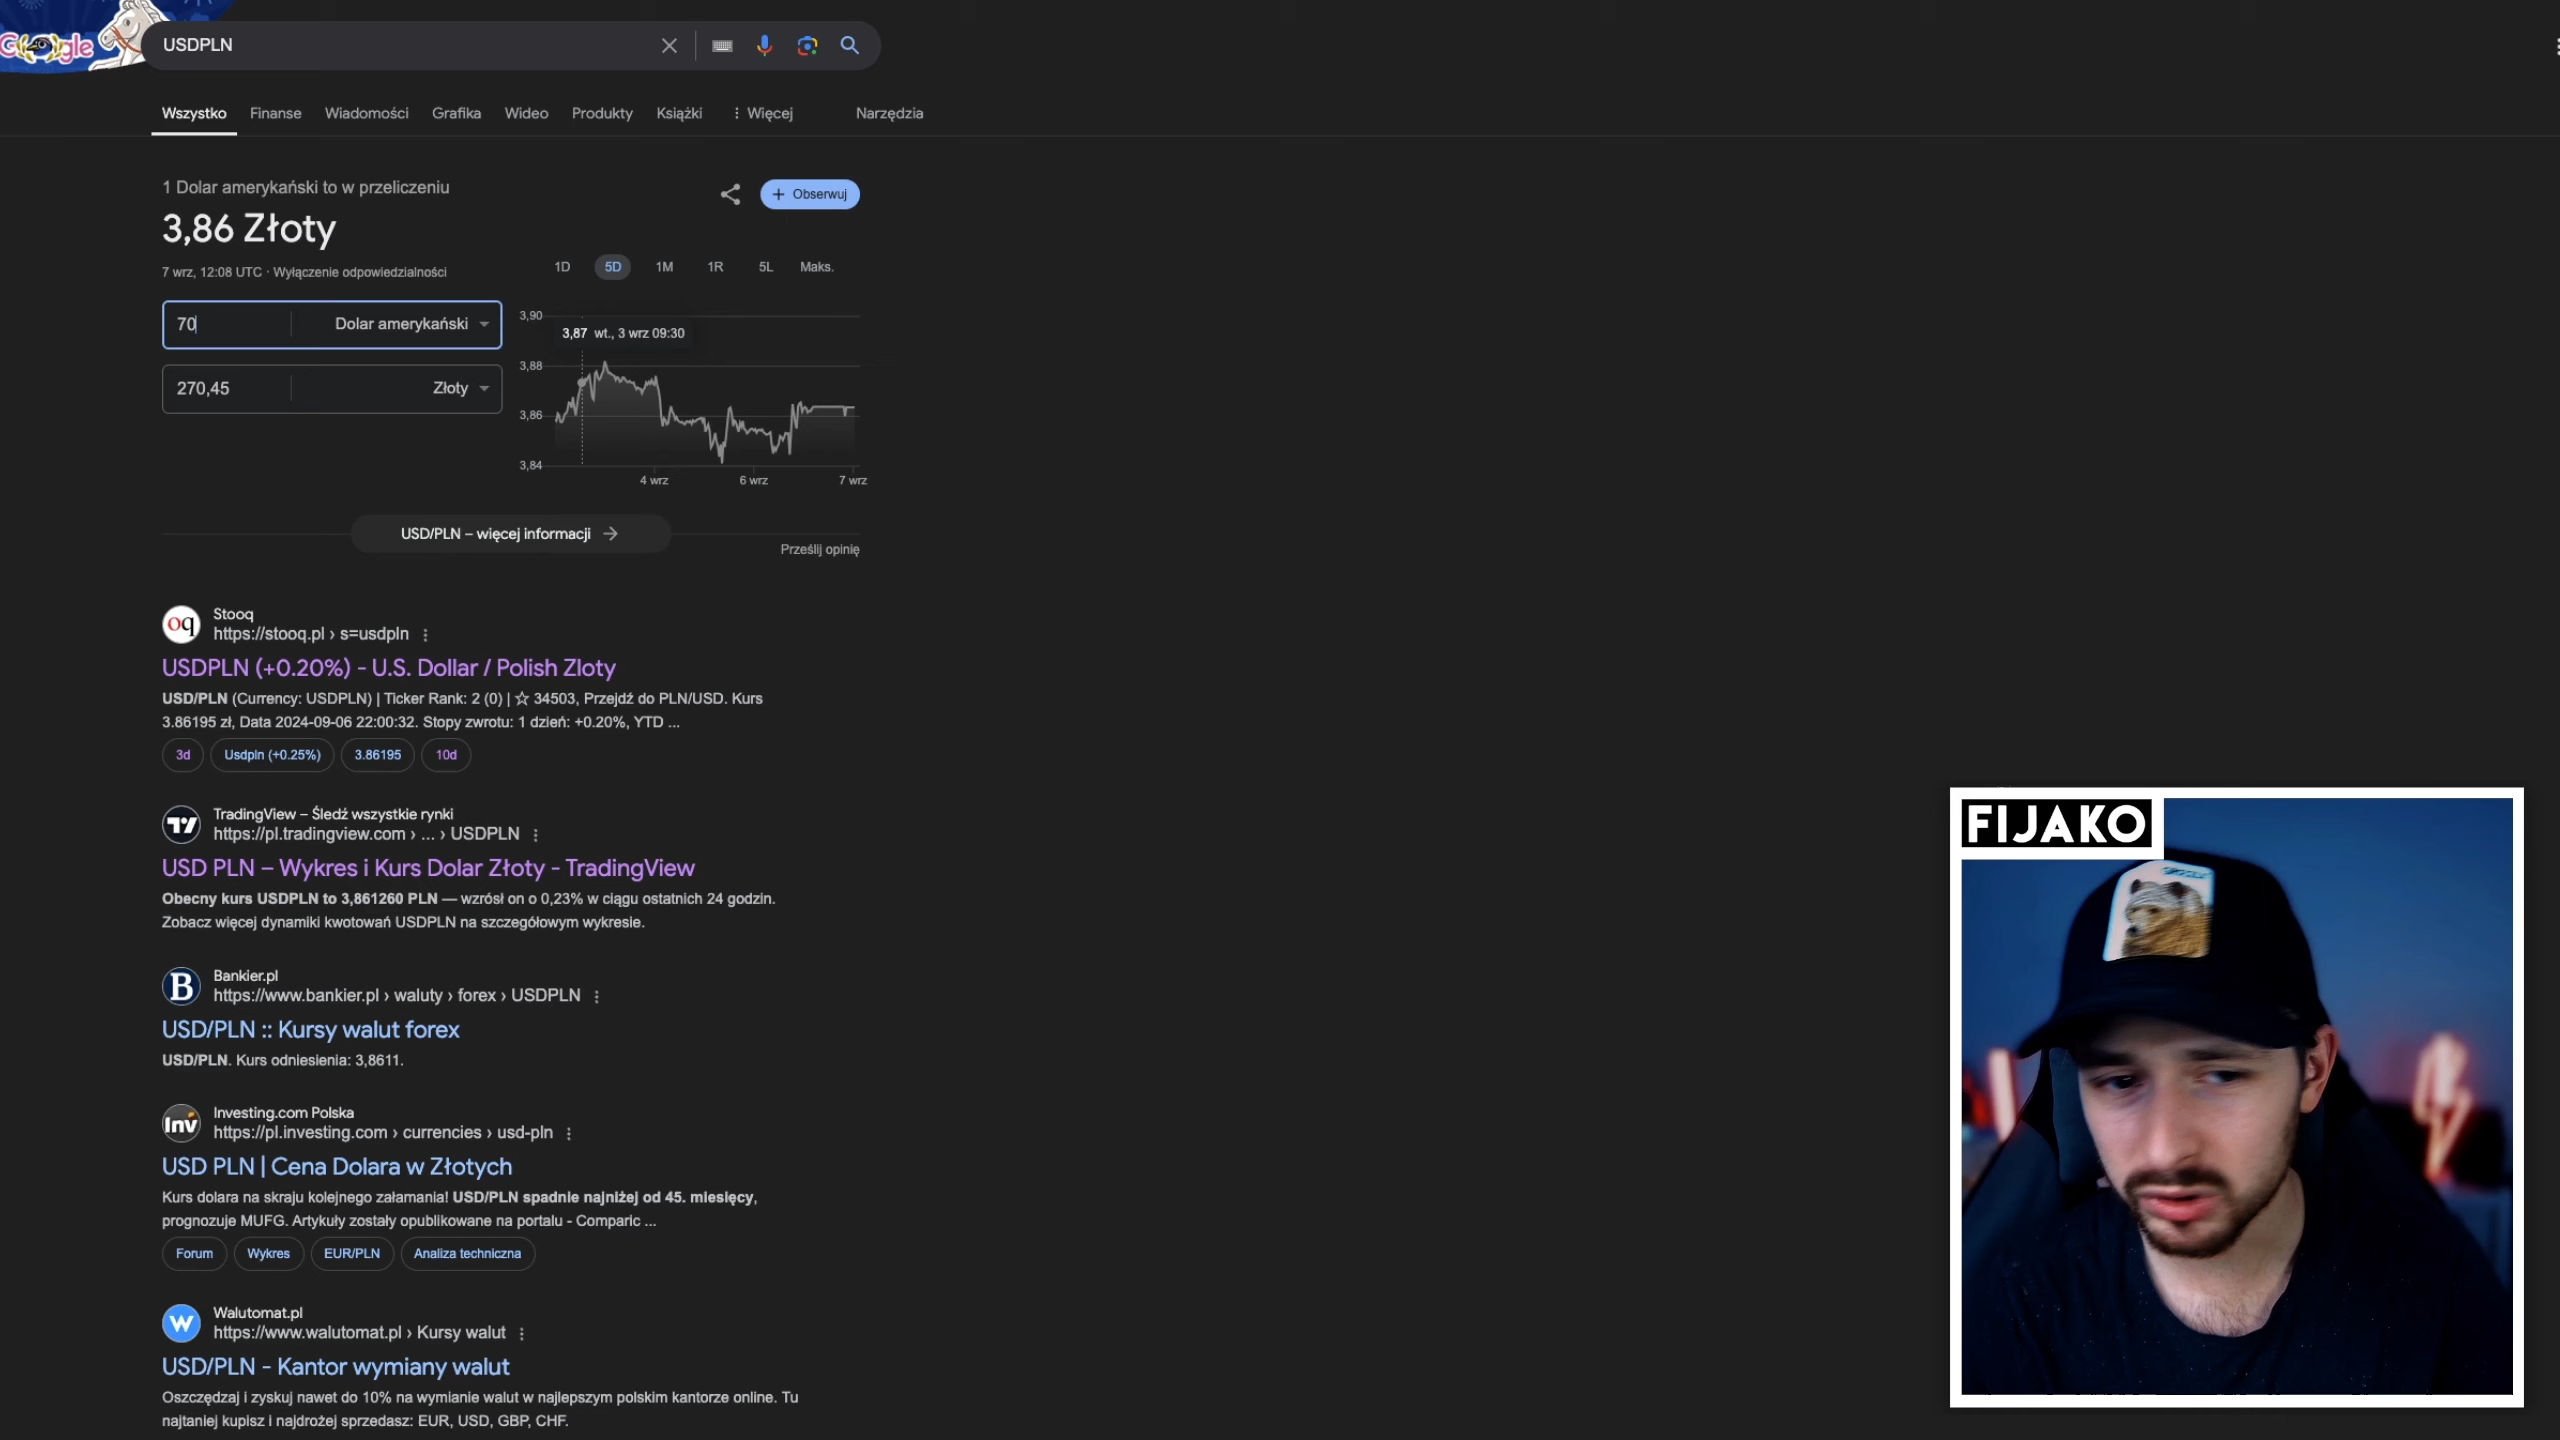 Google
USDPLN
Wszystko Finanse Wiadomości Grafika Wideo Produkty Książki Więcej Narzędzia
1 Dolar amerykański to w przeliczeniu
3,86 Złoty
7 wrz, 12:08 UTC · Wyłączenie odpowiedzialności
Obserwuj
1D 5D 1M 1R 5L Maks.
70 Dolar amerykański
270,45 Złoty
3,87 wt., 3 wrz 09:30
3,90
3,88
3,86
3,84
4 wrz 6 wrz 7 wrz
USD/PLN – więcej informacji
Prześlij opinię
oq
Stooq
https://stooq.pl › s=usdpln
USDPLN (+0.20%) - U.S. Dollar / Polish Zloty
USD/PLN (Currency: USDPLN) | Ticker Rank: 2 (0) | ☆ 34503, Przejdź do PLN/USD. Kurs
3.86195 zł, Data 2024-09-06 22:00:32. Stopy zwrotu: 1 dzień: +0.20%, YTD ...
3d Usdpln (+0.25%) 3.86195 10d
TradingView – Śledź wszystkie rynki
https://pl.tradingview.com › ... › USDPLN
USD PLN – Wykres i Kurs Dolar Złoty - TradingView
Obecny kurs USDPLN to 3,861260 PLN — wzrósł on o 0,23% w ciągu ostatnich 24 godzin.
Zobacz więcej dynamiki kwotowań USDPLN na szczegółowym wykresie.
B
Bankier.pl
https://www.bankier.pl › waluty › forex › USDPLN
USD/PLN :: Kursy walut forex
USD/PLN. Kurs odniesienia: 3,8611.
Inv
Investing.com Polska
https://pl.investing.com › currencies › usd-pln
USD PLN | Cena Dolara w Złotych
Kurs dolara na skraju kolejnego załamania! USD/PLN spadnie najniżej od 45. miesięcy,
prognozuje MUFG. Artykuły zostały opublikowane na portalu - Comparic ...
Forum Wykres EUR/PLN Analiza techniczna
W
Walutomat.pl
https://www.walutomat.pl › Kursy walut
USD/PLN - Kantor wymiany walut
Oszczędzaj i zyskuj nawet do 10% na wymianie walut w najlepszym polskim kantorze online. Tu
najtaniej kupisz i najdrożej sprzedasz: EUR, USD, GBP, CHF.
FIJAKO